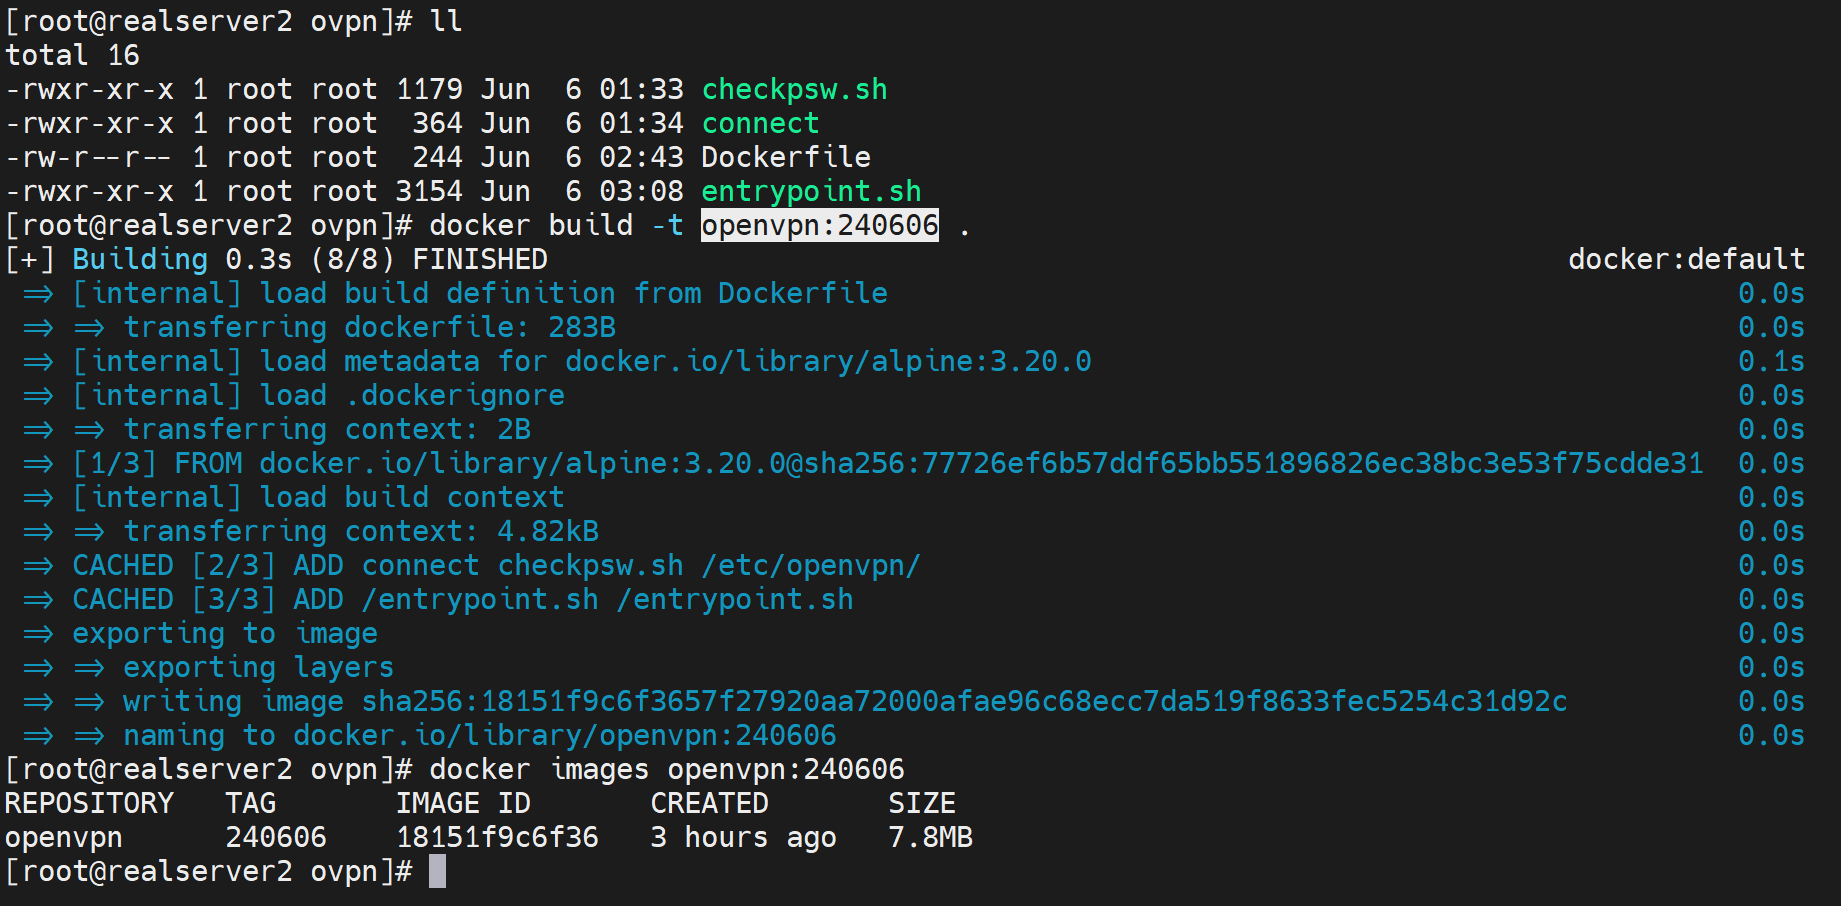 [root@realserver2 ovpn]# ll
total 16
-rwxr-xr-x 1 root root 1179 Jun  6 01:33 checkpsw.sh
-rwxr-xr-x 1 root root  364 Jun  6 01:34 connect
-rw-r--r-- 1 root root  244 Jun  6 02:43 Dockerfile
-rwxr-xr-x 1 root root 3154 Jun  6 03:08 entrypoint.sh
[root@realserver2 ovpn]# docker build -t openvpn:240606 .
[+] Building 0.3s (8/8) FINISHED docker:default
 => [internal] load build definition from Dockerfile 0.0s
 => => transferring dockerfile: 283B 0.0s
 => [internal] load metadata for docker.io/library/alpine:3.20.0 0.1s
 => [internal] load .dockerignore 0.0s
 => => transferring context: 2B 0.0s
 => [1/3] FROM docker.io/library/alpine:3.20.0@sha256:77726ef6b57ddf65bb551896826ec38bc3e53f75cdde31 0.0s
 => [internal] load build context 0.0s
 => => transferring context: 4.82kB 0.0s
 => CACHED [2/3] ADD connect checkpsw.sh /etc/openvpn/ 0.0s
 => CACHED [3/3] ADD /entrypoint.sh /entrypoint.sh 0.0s
 => exporting to image 0.0s
 => => exporting layers 0.0s
 => => writing image sha256:18151f9c6f3657f27920aa72000afae96c68ecc7da519f8633fec5254c31d92c 0.0s
 => => naming to docker.io/library/openvpn:240606 0.0s
[root@realserver2 ovpn]# docker images openvpn:240606
REPOSITORY   TAG       IMAGE ID       CREATED       SIZE
openvpn      240606    18151f9c6f36   3 hours ago   7.8MB
[root@realserver2 ovpn]#